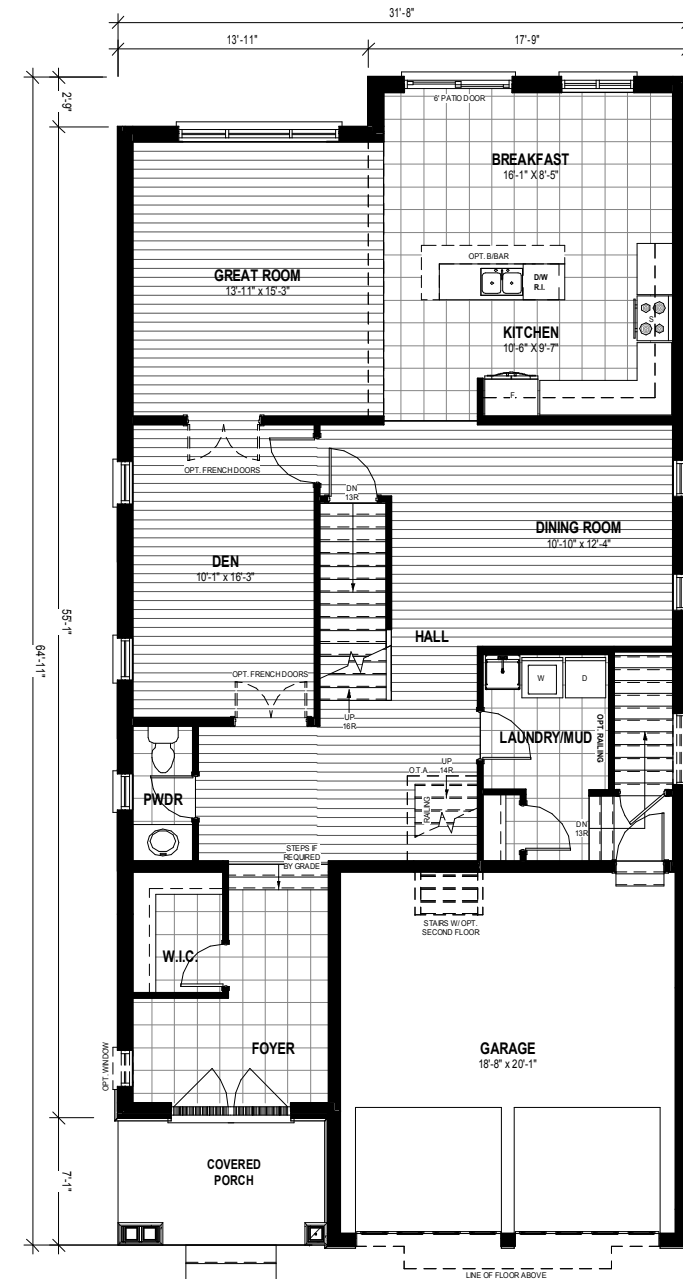 31'-8"
13'-11"
17'-9"
2'-9"
6' PATIO DOOR
BREAKFAST
16'-1" X 8'-5"
OPT. B/BAR
D/W
R.I.
GREAT ROOM
13'-11" x 15'-3"
S
KITCHEN
10'-6" X 9'-7"
F.
OPT. FRENCH DOORS
DN
13R
DINING ROOM
10'-10" x 12'-4"
DEN
10'-1" x 16'-3"
55'-1"
64'-11"
HALL
OPT. FRENCH DOORS
W
D
UP
16R
LAUNDRY/MUD
OPT. RAILING
UP
14R
O.T.A.
RAILING
PWDR
DN
13R
STEPS IF
REQUIRED
BY GRADE
STAIRS W/ OPT.
SECOND FLOOR
W.I.C.
FOYER
GARAGE
18'-8" x 20'-1"
OPT. WINDOW
COVERED
PORCH
7'-1"
LINE OF FLOOR ABOVE